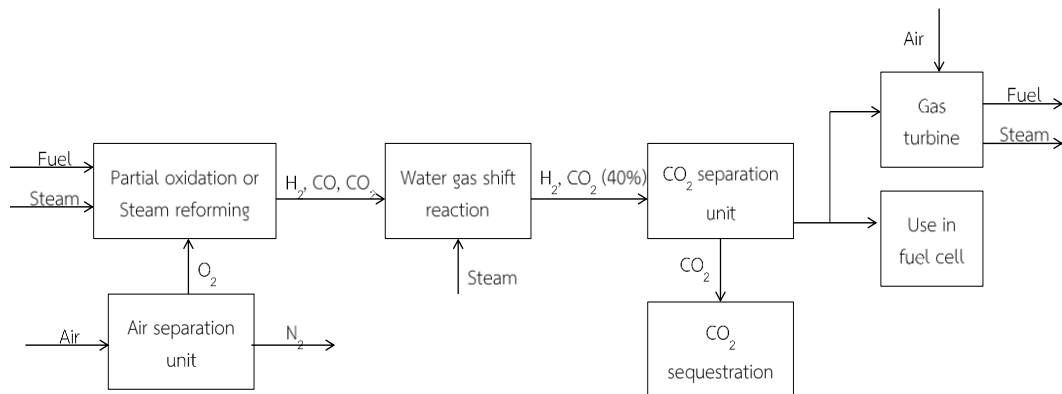 Air
Gas
turbine
Fuel
Steam
Fuel
Steam
Partial oxidation or
Steam reforming
H2, CO, CO2
Water gas shift
reaction
H2, CO2 (40%)
CO2 separation
unit
Use in
fuel cell
O2
Steam
CO2
Air
Air separation
unit
N2
CO2
sequestration